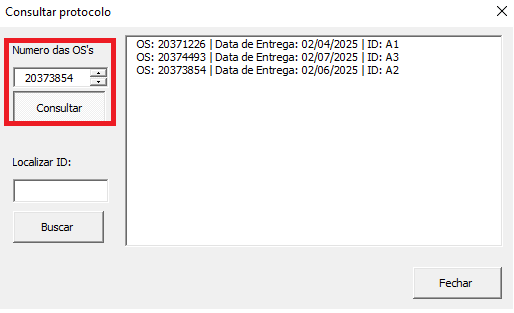 Consultar protocolo
Numero das OS's
20373854
Consultar
Localizar ID:
Buscar
OS: 20371226 | Data de Entrega: 02/04/2025 | ID: A1
OS: 20374493 | Data de Entrega: 02/07/2025 | ID: A3
OS: 20373854 | Data de Entrega: 02/06/2025 | ID: A2
Fechar